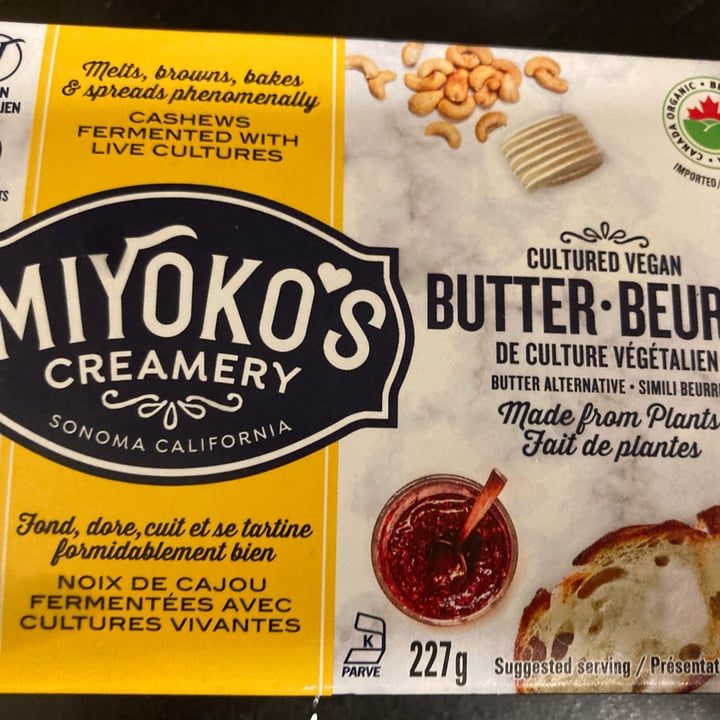 Melts, browns, bakes
& spreads phenomenally
CASHEWS
FERMENTED WITH
LIVE CULTURES
MIYOKO'S
CREAMERY
SONOMA CALIFORNIA
Fond, dore, cuit et se tartine
formidablement bien
NOIX DE CAJOU
FERMENTÉES AVEC
CULTURES VIVANTES
CANADA ORGANIC • B
IMPORTED/
CULTURED VEGAN
BUTTER • BEUR
DE CULTURE VÉGÉTALIEN
BUTTER ALTERNATIVE • SIMILI BEURR
Made from Plants
Fait de plantes
K
PARVE
227g
Suggested serving / Présentat